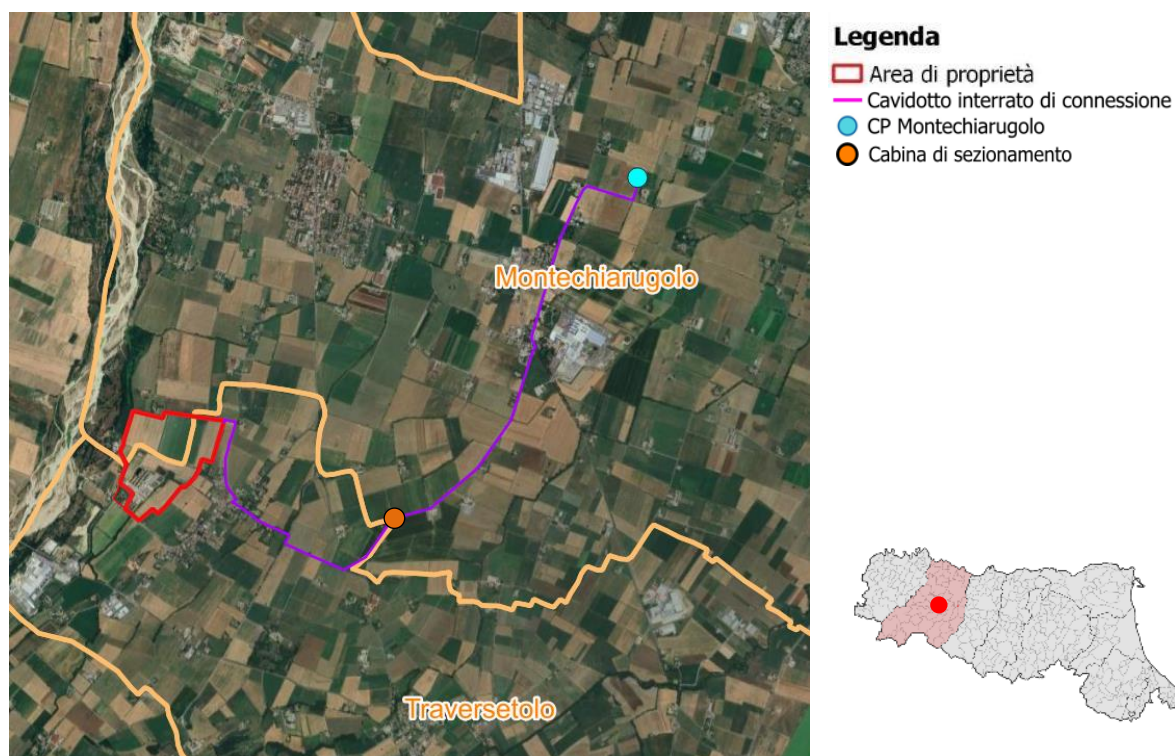 Legenda
Area di proprietà
Cavidotto interrato di connessione
CP Montechiarugolo
Cabina di sezionamento
Montechiarugolo
Traversetolo